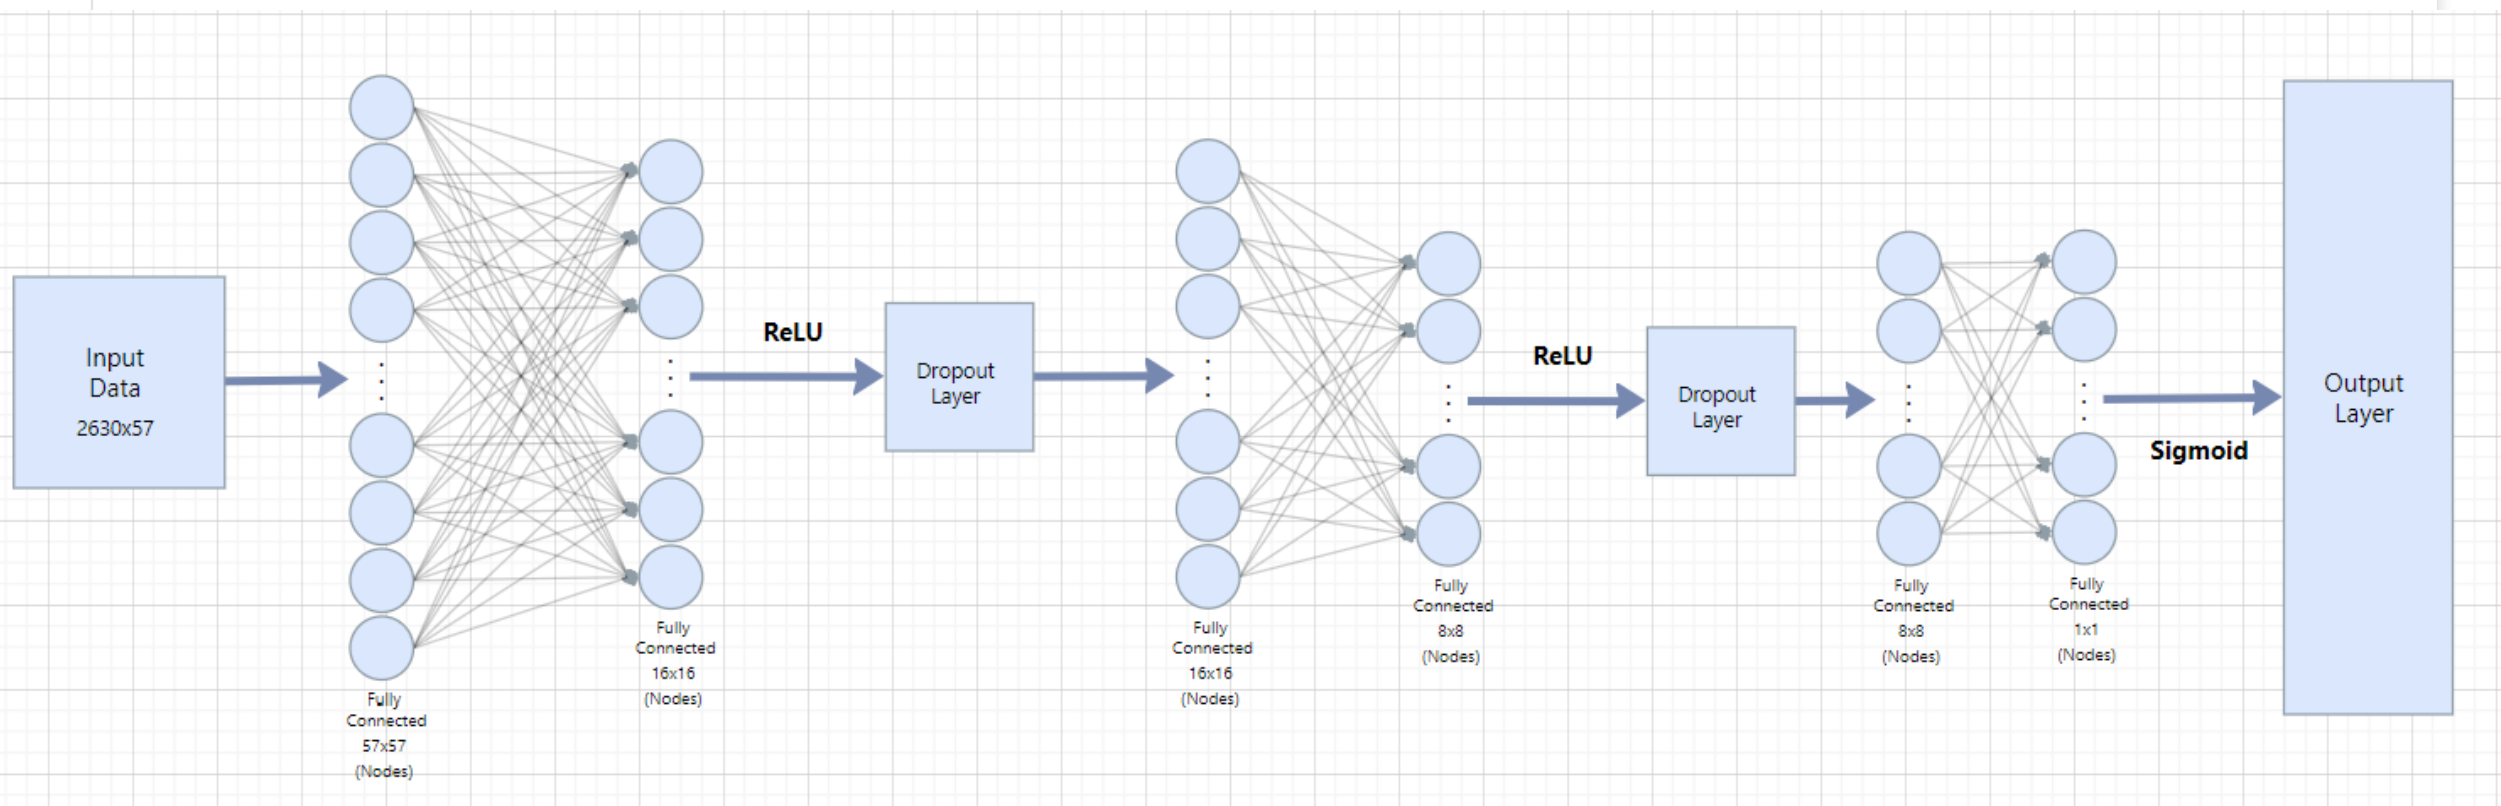 Input
Data
2630x57
Fully
Connected
57x57
(Nodes)
Fully
Connected
16x16
(Nodes)
ReLU
Dropout
Layer
Fully
Connected
16x16
(Nodes)
Fully
Connected
8x8
(Nodes)
ReLU
Dropout
Layer
Fully
Connected
8x8
(Nodes)
Fully
Connected
1x1
(Nodes)
Sigmoid
Output
Layer